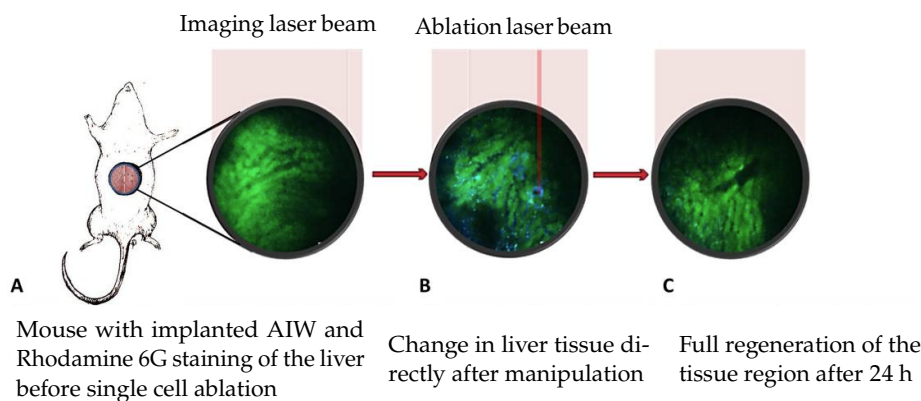 Imaging laser beam
Ablation laser beam
A
B
C
Mouse with implanted AIW and
Rhodamine 6G staining of the liver
before single cell ablation
Change in liver tissue di-
rectly after manipulation
Full regeneration of the
tissue region after 24 h